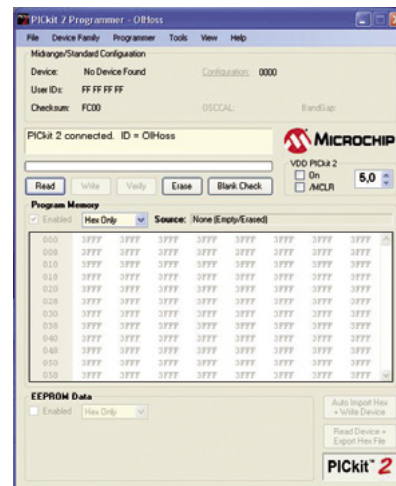 PICkit 2 Programmer - OlHoss
File Device Family Programmer Tools View Help
Midrange/Standard Configuration
Device: No Device Found Configuration: 0000
User IDs: FF FF FF FF
Checksum: FC00 OSCCAL: BandGap:
PICkit 2 connected. ID = OlHoss
MICROCHIP
VDD PICkit 2
On
/MCLR
5,0
Read Write Verify Erase Blank Check
Program Memory
Enabled Hex Only Source: None (Empty/Erased)
000 3FFF 3FFF 3FFF 3FFF 3FFF 3FFF 3FFF 3FFF
008 3FFF 3FFF 3FFF 3FFF 3FFF 3FFF 3FFF 3FFF
010 3FFF 3FFF 3FFF 3FFF 3FFF 3FFF 3FFF 3FFF
018 3FFF 3FFF 3FFF 3FFF 3FFF 3FFF 3FFF 3FFF
020 3FFF 3FFF 3FFF 3FFF 3FFF 3FFF 3FFF 3FFF
028 3FFF 3FFF 3FFF 3FFF 3FFF 3FFF 3FFF 3FFF
030 3FFF 3FFF 3FFF 3FFF 3FFF 3FFF 3FFF 3FFF
038 3FFF 3FFF 3FFF 3FFF 3FFF 3FFF 3FFF 3FFF
040 3FFF 3FFF 3FFF 3FFF 3FFF 3FFF 3FFF 3FFF
048 3FFF 3FFF 3FFF 3FFF 3FFF 3FFF 3FFF 3FFF
050 3FFF 3FFF 3FFF 3FFF 3FFF 3FFF 3FFF 3FFF
058 3FFF 3FFF 3FFF 3FFF 3FFF 3FFF 3FFF 3FFF
EEPROM Data
Enabled Hex Only
Auto Import Hex
+ Write Device
Read Device +
Export Hex File
PICkit™ 2